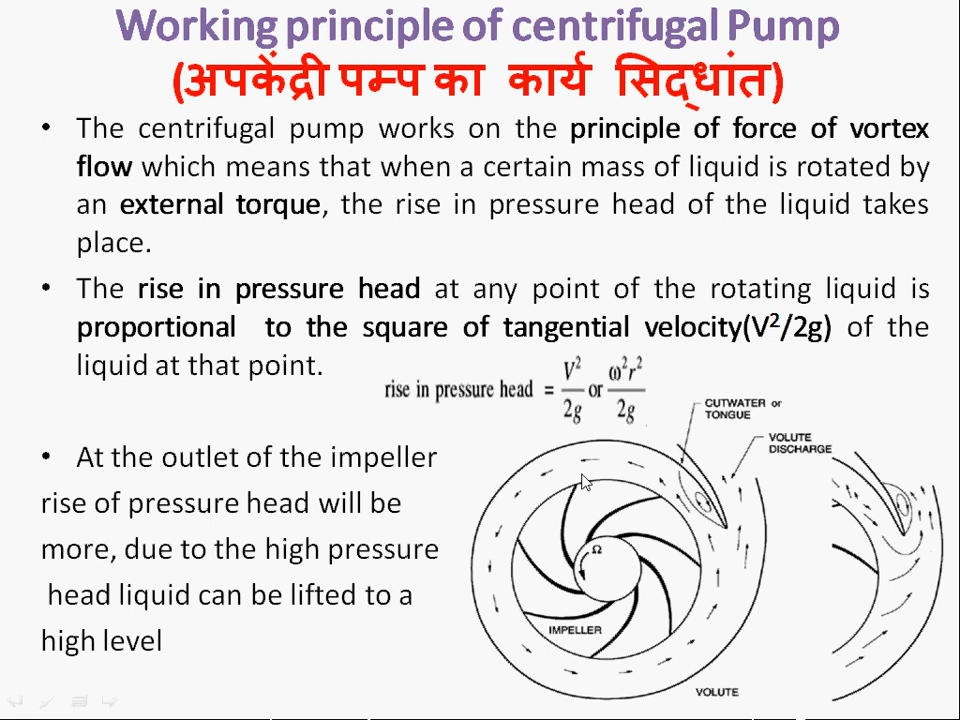 Working principle of centrifugal Pump
(अपकेंद्री पम्प का कार्य सिद्धांत)
• The centrifugal pump works on the principle of force of vortex
flow which means that when a certain mass of liquid is rotated by
an external torque, the rise in pressure head of the liquid takes
place.
• The rise in pressure head at any point of the rotating liquid is
proportional to the square of tangential velocity(V²/2g) of the
liquid at that point.
rise in pressure head = V²/2g or ω²r²/2g
CUTWATER or
TONGUE
VOLUTE
DISCHARGE
• At the outlet of the impeller
rise of pressure head will be
more, due to the high pressure
head liquid can be lifted to a
high level
Ω
IMPELLER
VOLUTE